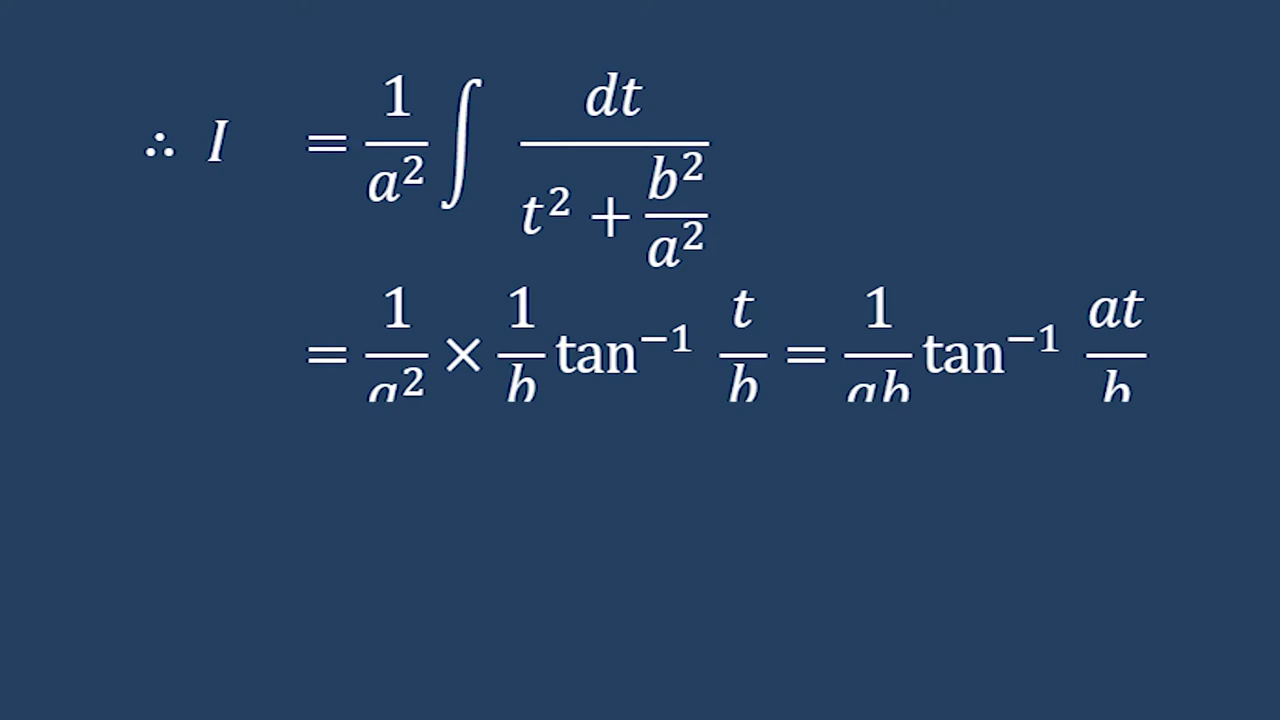 ∴ I = 1/a² ∫ dt / (t² + b²/a²)
= 1/a² × 1/b tan⁻¹ t/b = 1/ab tan⁻¹ at/b